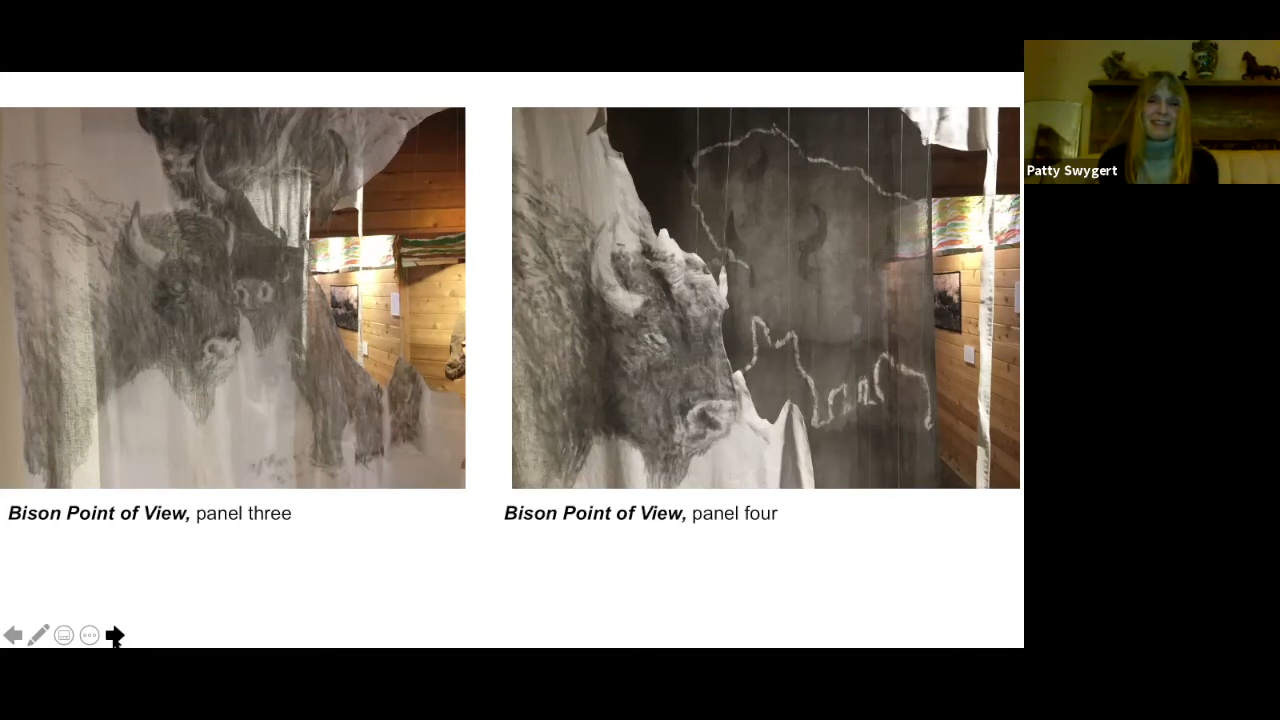 Patty Swygert
Bison Point of View, panel three
Bison Point of View, panel four